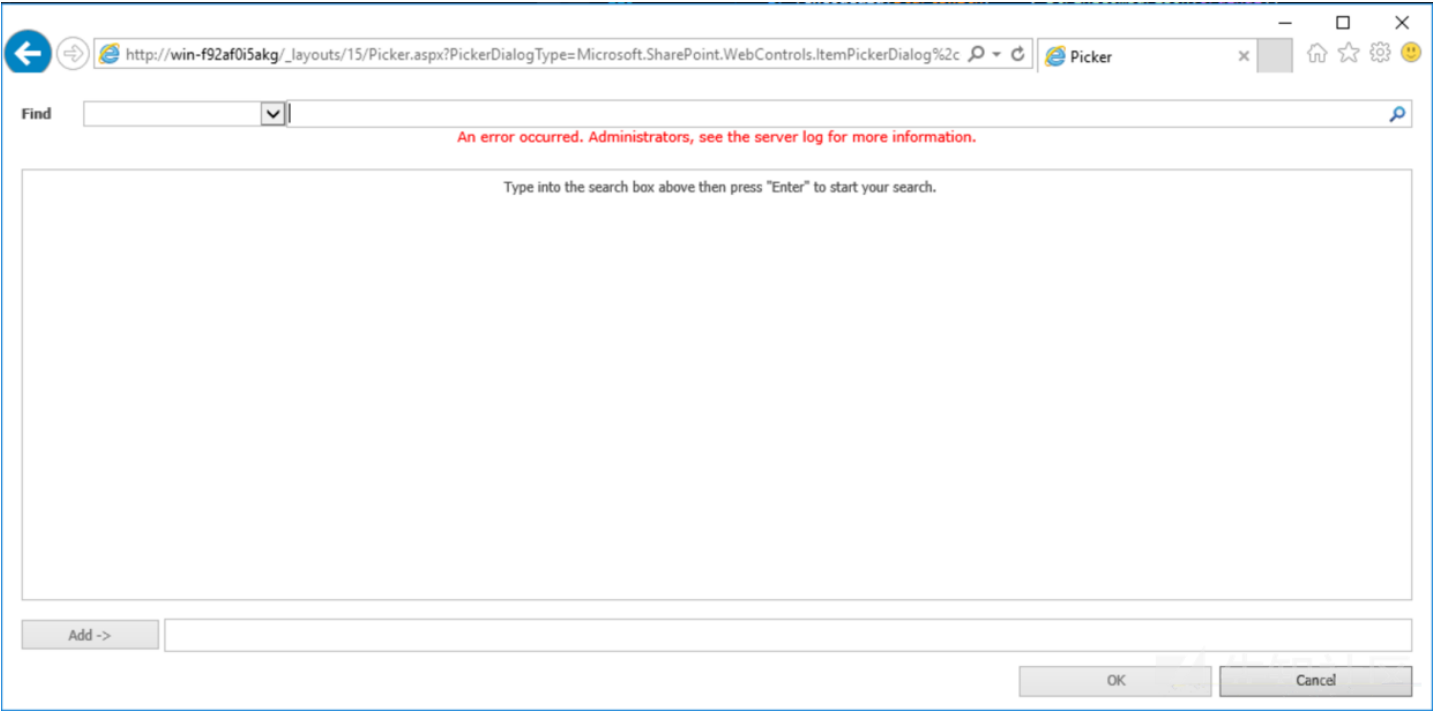 http://win-f92af0i5akg/_layouts/15/Picker.aspx?PickerDialogType=Microsoft.SharePoint.WebControls.ItemPickerDialog%2c
Picker
Find
An error occurred. Administrators, see the server log for more information.
Type into the search box above then press "Enter" to start your search.
Add ->
OK
Cancel